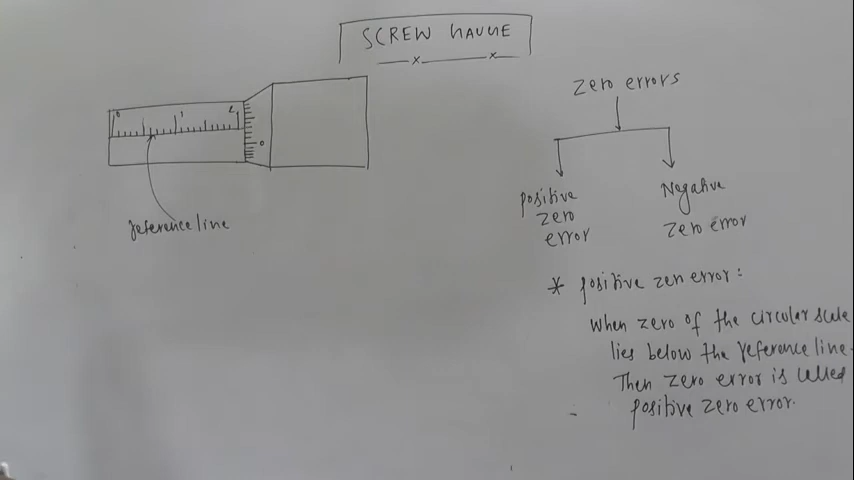 SCREW GAUGE
0 1 2
0
reference line
Zero errors
positive
zero
error
Negative
zero error
* positive zero error:
When zero of the circular scale
lies below the reference line.
Then zero error is called
positive zero error.